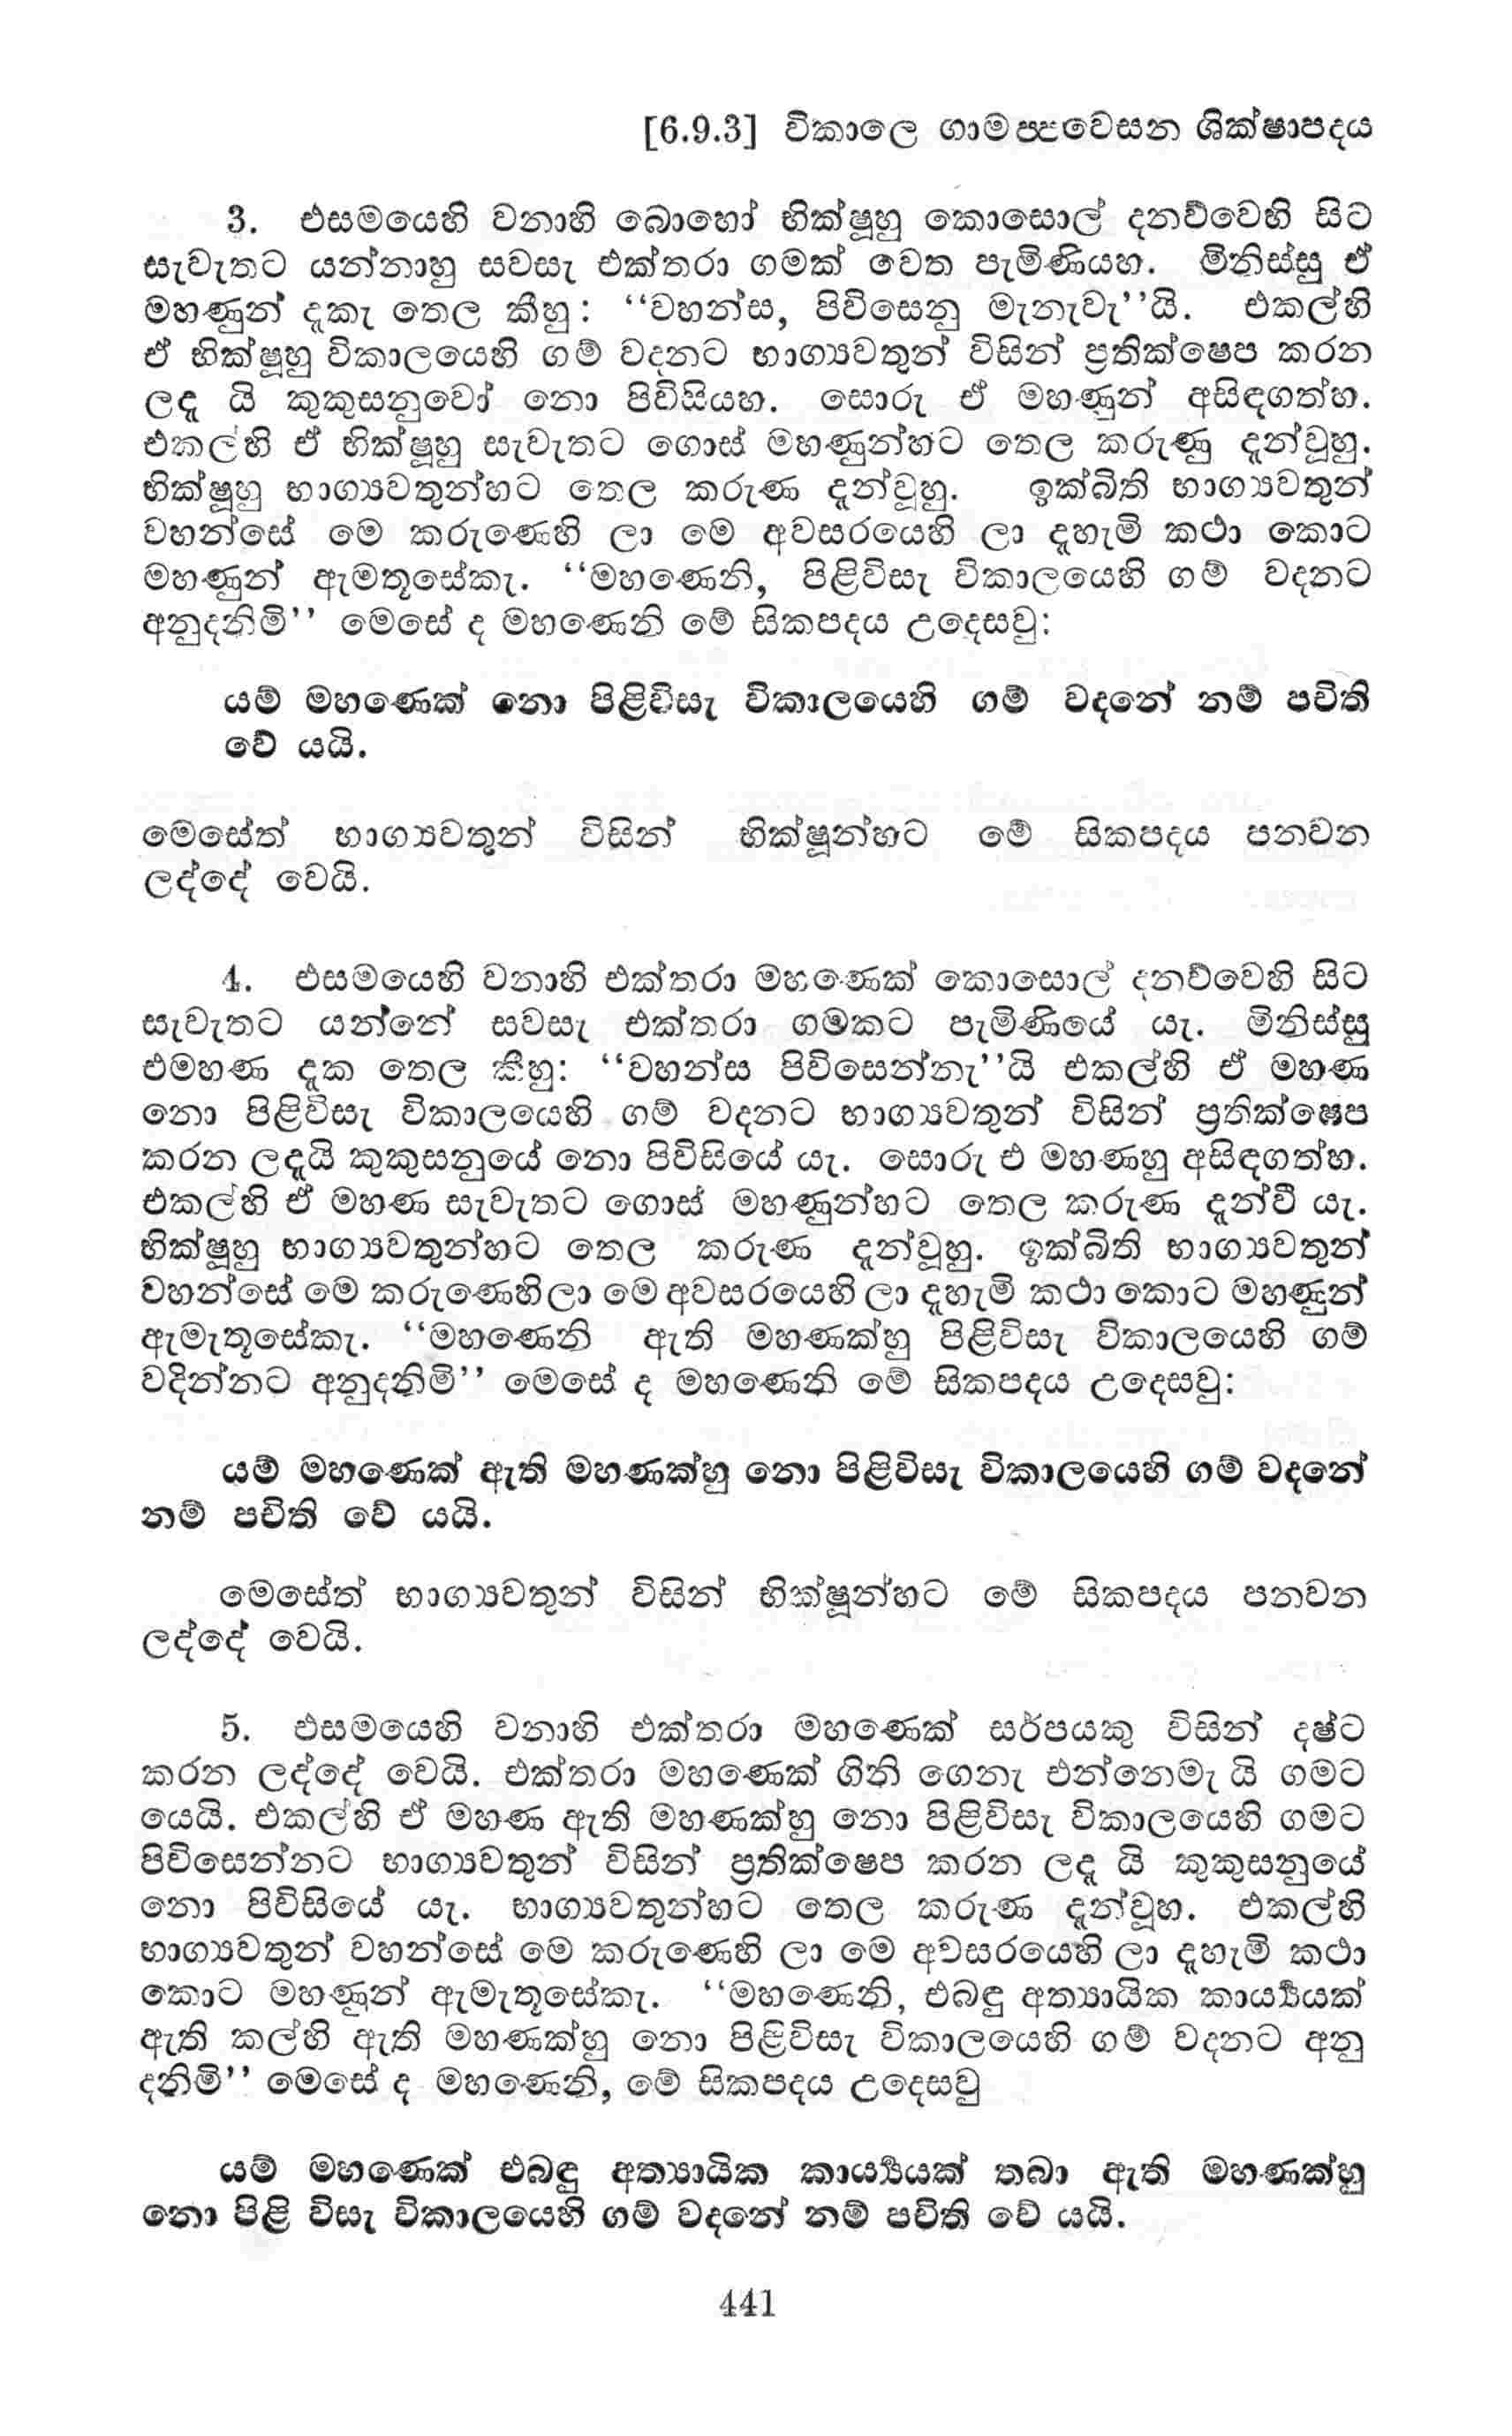 [6.9.3] විකාලෙ ගාමප්‍පවෙසන ශික්ෂාපදය
3. එසමයෙහි වනාහි බොහෝ භික්ෂූහු කොසොල් දනව්වෙහි සිට
සැවැතට යන්නාහු සවසැ එක්තරා ගමක් වෙත පැමිණියහ. මිනිස්සු ඒ
මහණුන් දැකැ තෙල කීහු: “වහන්ස, පිවිසෙනු මැනැවැ”යි. එකල්හි
ඒ භික්ෂූහු විකාලයෙහි ගම් වදනට භාග්‍යවතුන් විසින් ප්‍රතික්ෂෙප කරන
ලදැ යි කුකුසනුවෝ නො පිවිසියහ. සොරු ඒ මහණුන් අසිඳගත්හ.
එකල්හි ඒ භික්ෂූහු සැවැතට ගොස් මහණුන්හට තෙල කරුණු දැන්වූහු.
භික්ෂූහු භාග්‍යවතුන්හට තෙල කරුණ දැන්වූහු. ඉක්බිති භාග්‍යවතුන්
වහන්සේ මෙ කරුණෙහි ලා මෙ අවසරයෙහි ලා දැහැමි කථා කොට
මහණුන් ඇමතූසේකැ. “මහණෙනි, පිළිවිසැ විකාලයෙහි ගම් වදනට
අනුදනිමි” මෙසේ ද මහණෙනි මේ සිකපදය උදෙසවු:
යම් මහණෙක් නො පිළිවිසැ විකාලයෙහි ගම් වදනේ නම් පචිති
වේ යයි.
මෙසේත් භාග්‍යවතුන් විසින් භික්ෂූන්හට මේ සිකපදය පනවන
ලද්දේ වෙයි.
4. එසමයෙහි වනාහි එක්තරා මහණෙක් කොසොල් දනව්වෙහි සිට
සැවැතට යන්නේ සවසැ එක්තරා ගමකට පැමිණියේ යැ. මිනිස්සු
එමහණ දැක තෙල කීහු: “වහන්ස පිවිසෙන්නැ”යි එකල්හි ඒ මහණ
නො පිළිවිසැ විකාලයෙහි ගම් වදනට භාග්‍යවතුන් විසින් ප්‍රතික්ෂෙප
කරන ලදැයි කුකුසනුයේ නො පිවිසියේ යැ. සොරු එ මහණහු අසිඳගත්හ.
එකල්හි ඒ මහණ සැවැතට ගොස් මහණුන්හට තෙල කරුණ දැන්වී යැ.
භික්ෂූහු භාග්‍යවතුන්හට තෙල කරුණ දැන්වූහු. ඉක්බිති භාග්‍යවතුන්
වහන්සේ මෙ කරුණෙහිලා මෙ අවසරයෙහි ලා දැහැමි කථා කොට මහණුන්
ඇමැතූසේකැ. “මහණෙනි ඇති මහණක්හු පිළිවිසැ විකාලයෙහි ගම්
වදින්නට අනුදනිමි” මෙසේ ද මහණෙනි මේ සිකපදය උදෙසවු:
යම් මහණෙක් ඇති මහණක්හු නො පිළිවිසැ විකාලයෙහි ගම් වදනේ
නම් පචිති වේ යයි.
මෙසේත් භාග්‍යවතුන් විසින් භික්ෂූන්හට මේ සිකපදය පනවන
ලද්දේ වෙයි.
5. එසමයෙහි වනාහි එක්තරා මහණෙක් සර්පයකු විසින් දෂ්ට
කරන ලද්දේ වෙයි. එක්තරා මහණෙක් ගිනි ගෙනැ එන්නෙමැ යි ගමට
යෙයි. එකල්හි ඒ මහණ ඇති මහණක්හු නො පිළිවිසැ විකාලයෙහි ගමට
පිවිසෙන්නට භාග්‍යවතුන් විසින් ප්‍රතික්ෂෙප කරන ලදැ යි කුකුසනුයේ
නො පිවිසියේ යැ. භාග්‍යවතුන්හට තෙල කරුණ දැන්වූහ. එකල්හි
භාග්‍යවතුන් වහන්සේ මෙ කරුණෙහි ලා මෙ අවසරයෙහි ලා දැහැමි කථා
කොට මහණුන් ඇමැතූසේකැ. “මහණෙනි, එබඳු අත්‍යායික කාර්‍ය්‍යයක්
ඇති කල්හි ඇති මහණක්හු නො පිළිවිසැ විකාලයෙහි ගම් වදනට අනු
දනිමි” මෙසේ ද මහණෙනි, මේ සිකපදය උදෙසවු
යම් මහණෙක් එබඳු අත්‍යායික කාර්‍ය්‍යයක් තබා ඇති මහණක්හු
නො පිළි විසැ විකාලයෙහි ගම් වදනේ නම් පචිති වේ යයි.
441